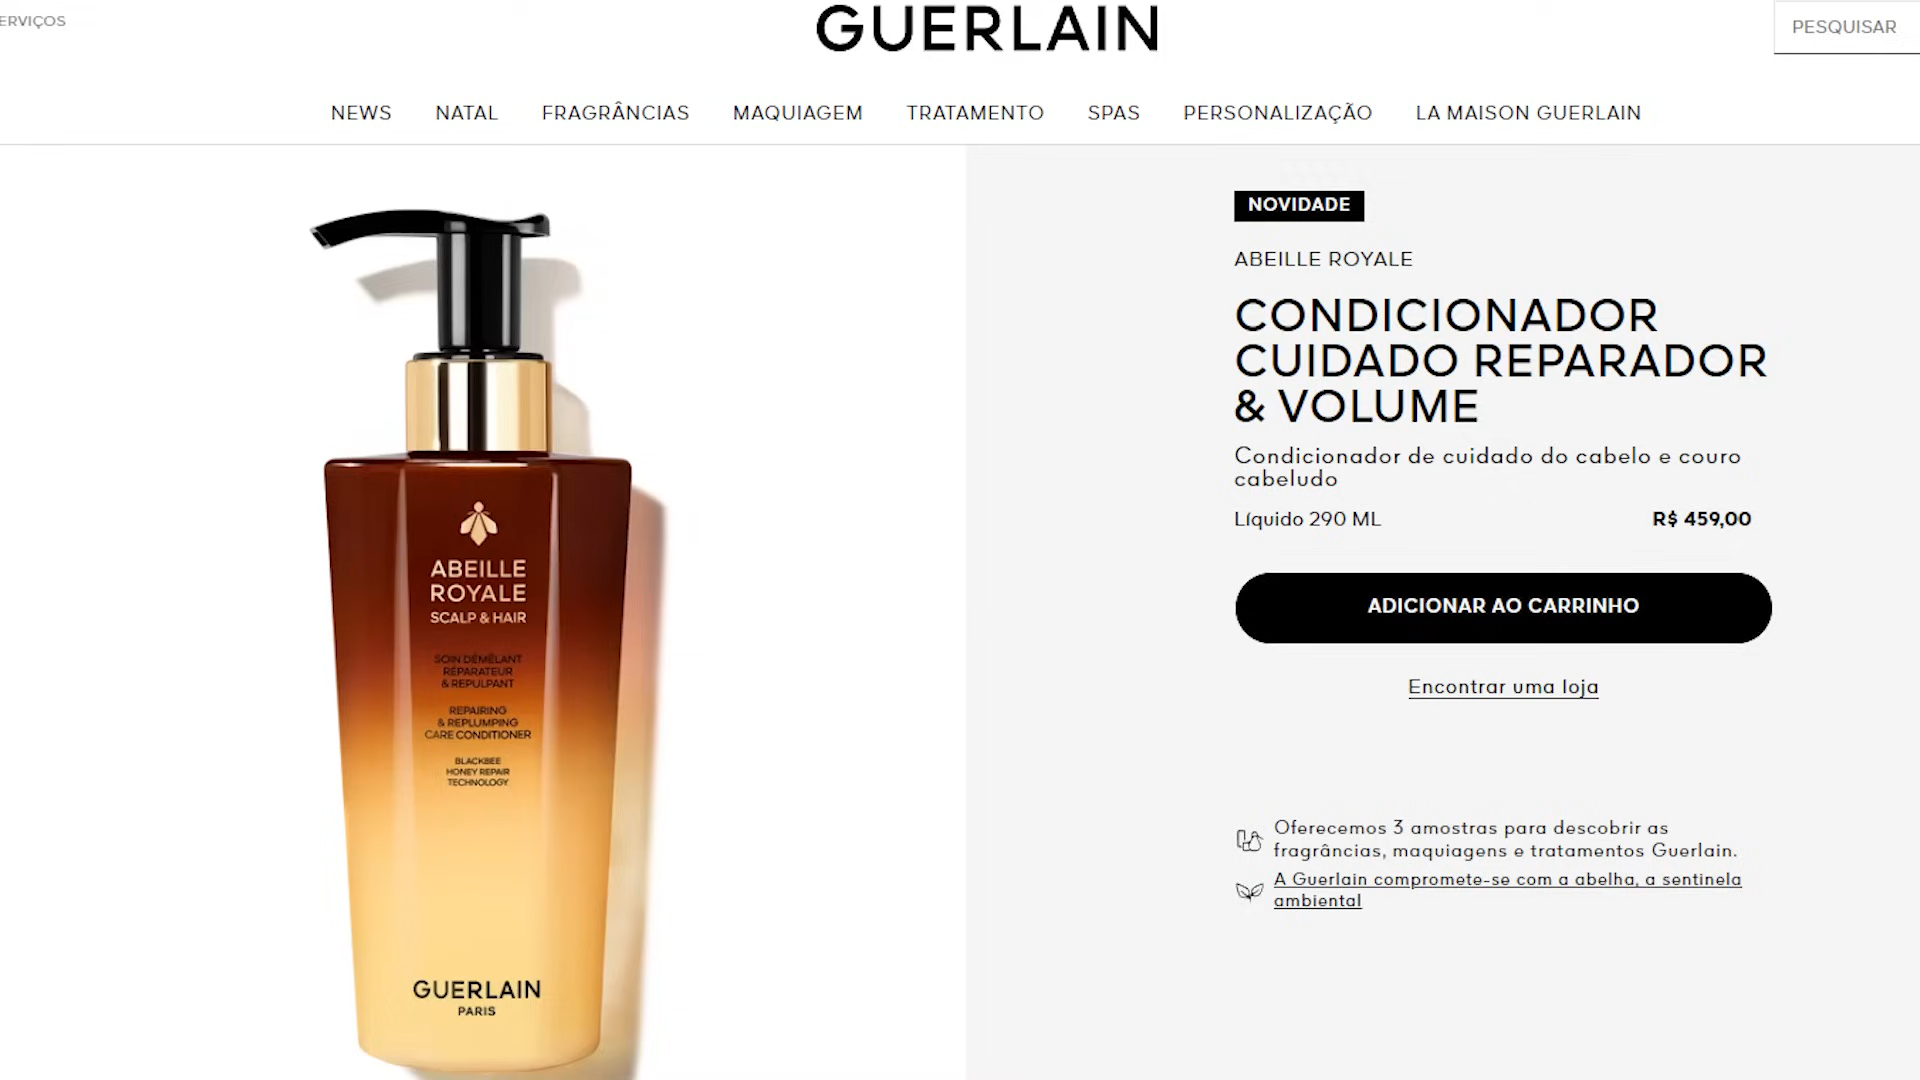 GUERLAIN
PESQUISAR
NEWS NATAL FRAGRÂNCIAS MAQUIAGEM TRATAMENTO SPAS PERSONALIZAÇÃO LA MAISON GUERLAIN
ABEILLE
ROYALE
SCALP & HAIR
SOIN DÉMÊLANT
RÉPARATEUR
& REPULPANT
REPAIRING
& REPLUMPING
CARE CONDITIONER
BLACKBEE
HONEY REPAIR
TECHNOLOGY
GUERLAIN
PARIS
NOVIDADE
ABEILLE ROYALE
CONDICIONADOR
CUIDADO REPARADOR
& VOLUME
Condicionador de cuidado do cabelo e couro
cabeludo
Líquido 290 ML R$ 459,00
ADICIONAR AO CARRINHO
Encontrar uma loja
Oferecemos 3 amostras para descobrir as
fragrâncias, maquiagens e tratamentos Guerlain.
A Guerlain compromete-se com a abelha, a sentinela
ambiental